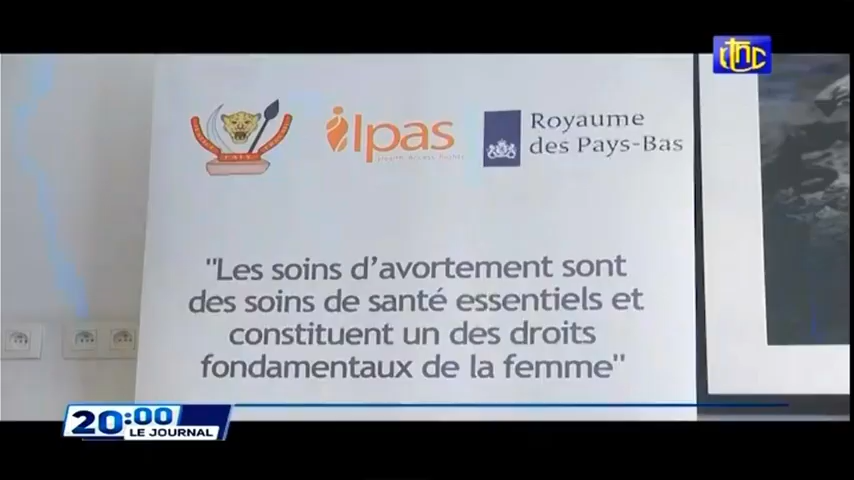 rtnc
Ipas
Royaume
des Pays-Bas
"Les soins d'avortement sont
des soins de santé essentiels et
constituent un des droits
fondamentaux de la femme"
20:00
LE JOURNAL